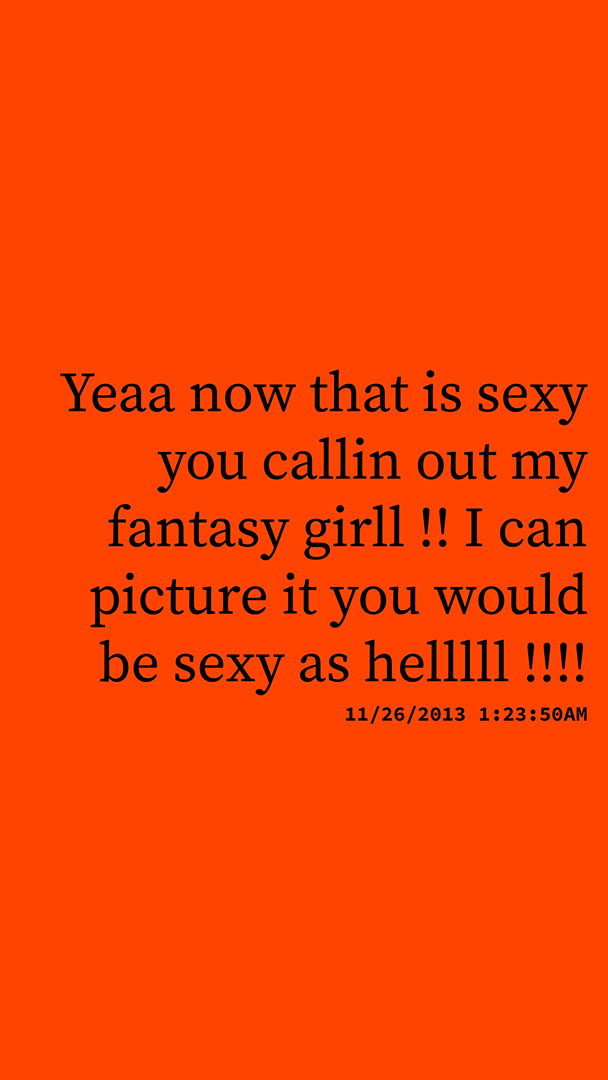 Yeaa now that is sexy
you callin out my
fantasy girll !! I can
picture it you would
be sexy as helllll !!!!
11/26/2013 1:23:50AM